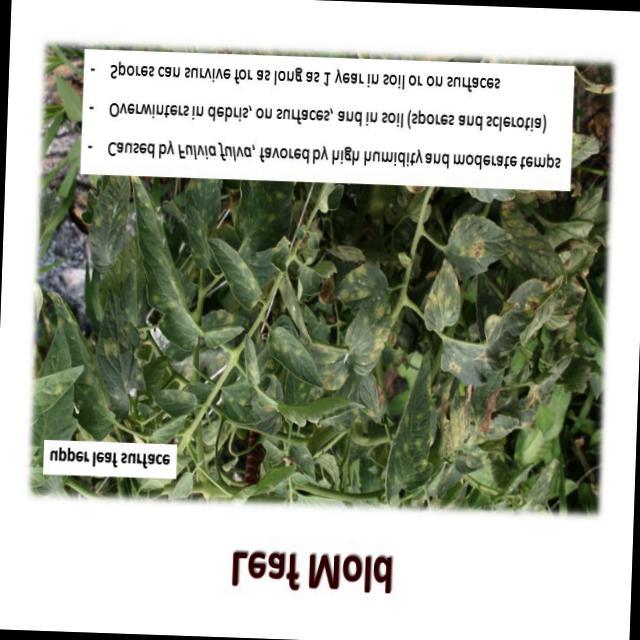 Leaf Mold
upper leaf surface
- Caused by Fulvia fulva, favored by high humidity and moderate temps
- Overwinters in debris, on surfaces, and in soil (spores and sclerotia)
- Spores can survive for as long as 1 year in soil or on surfaces